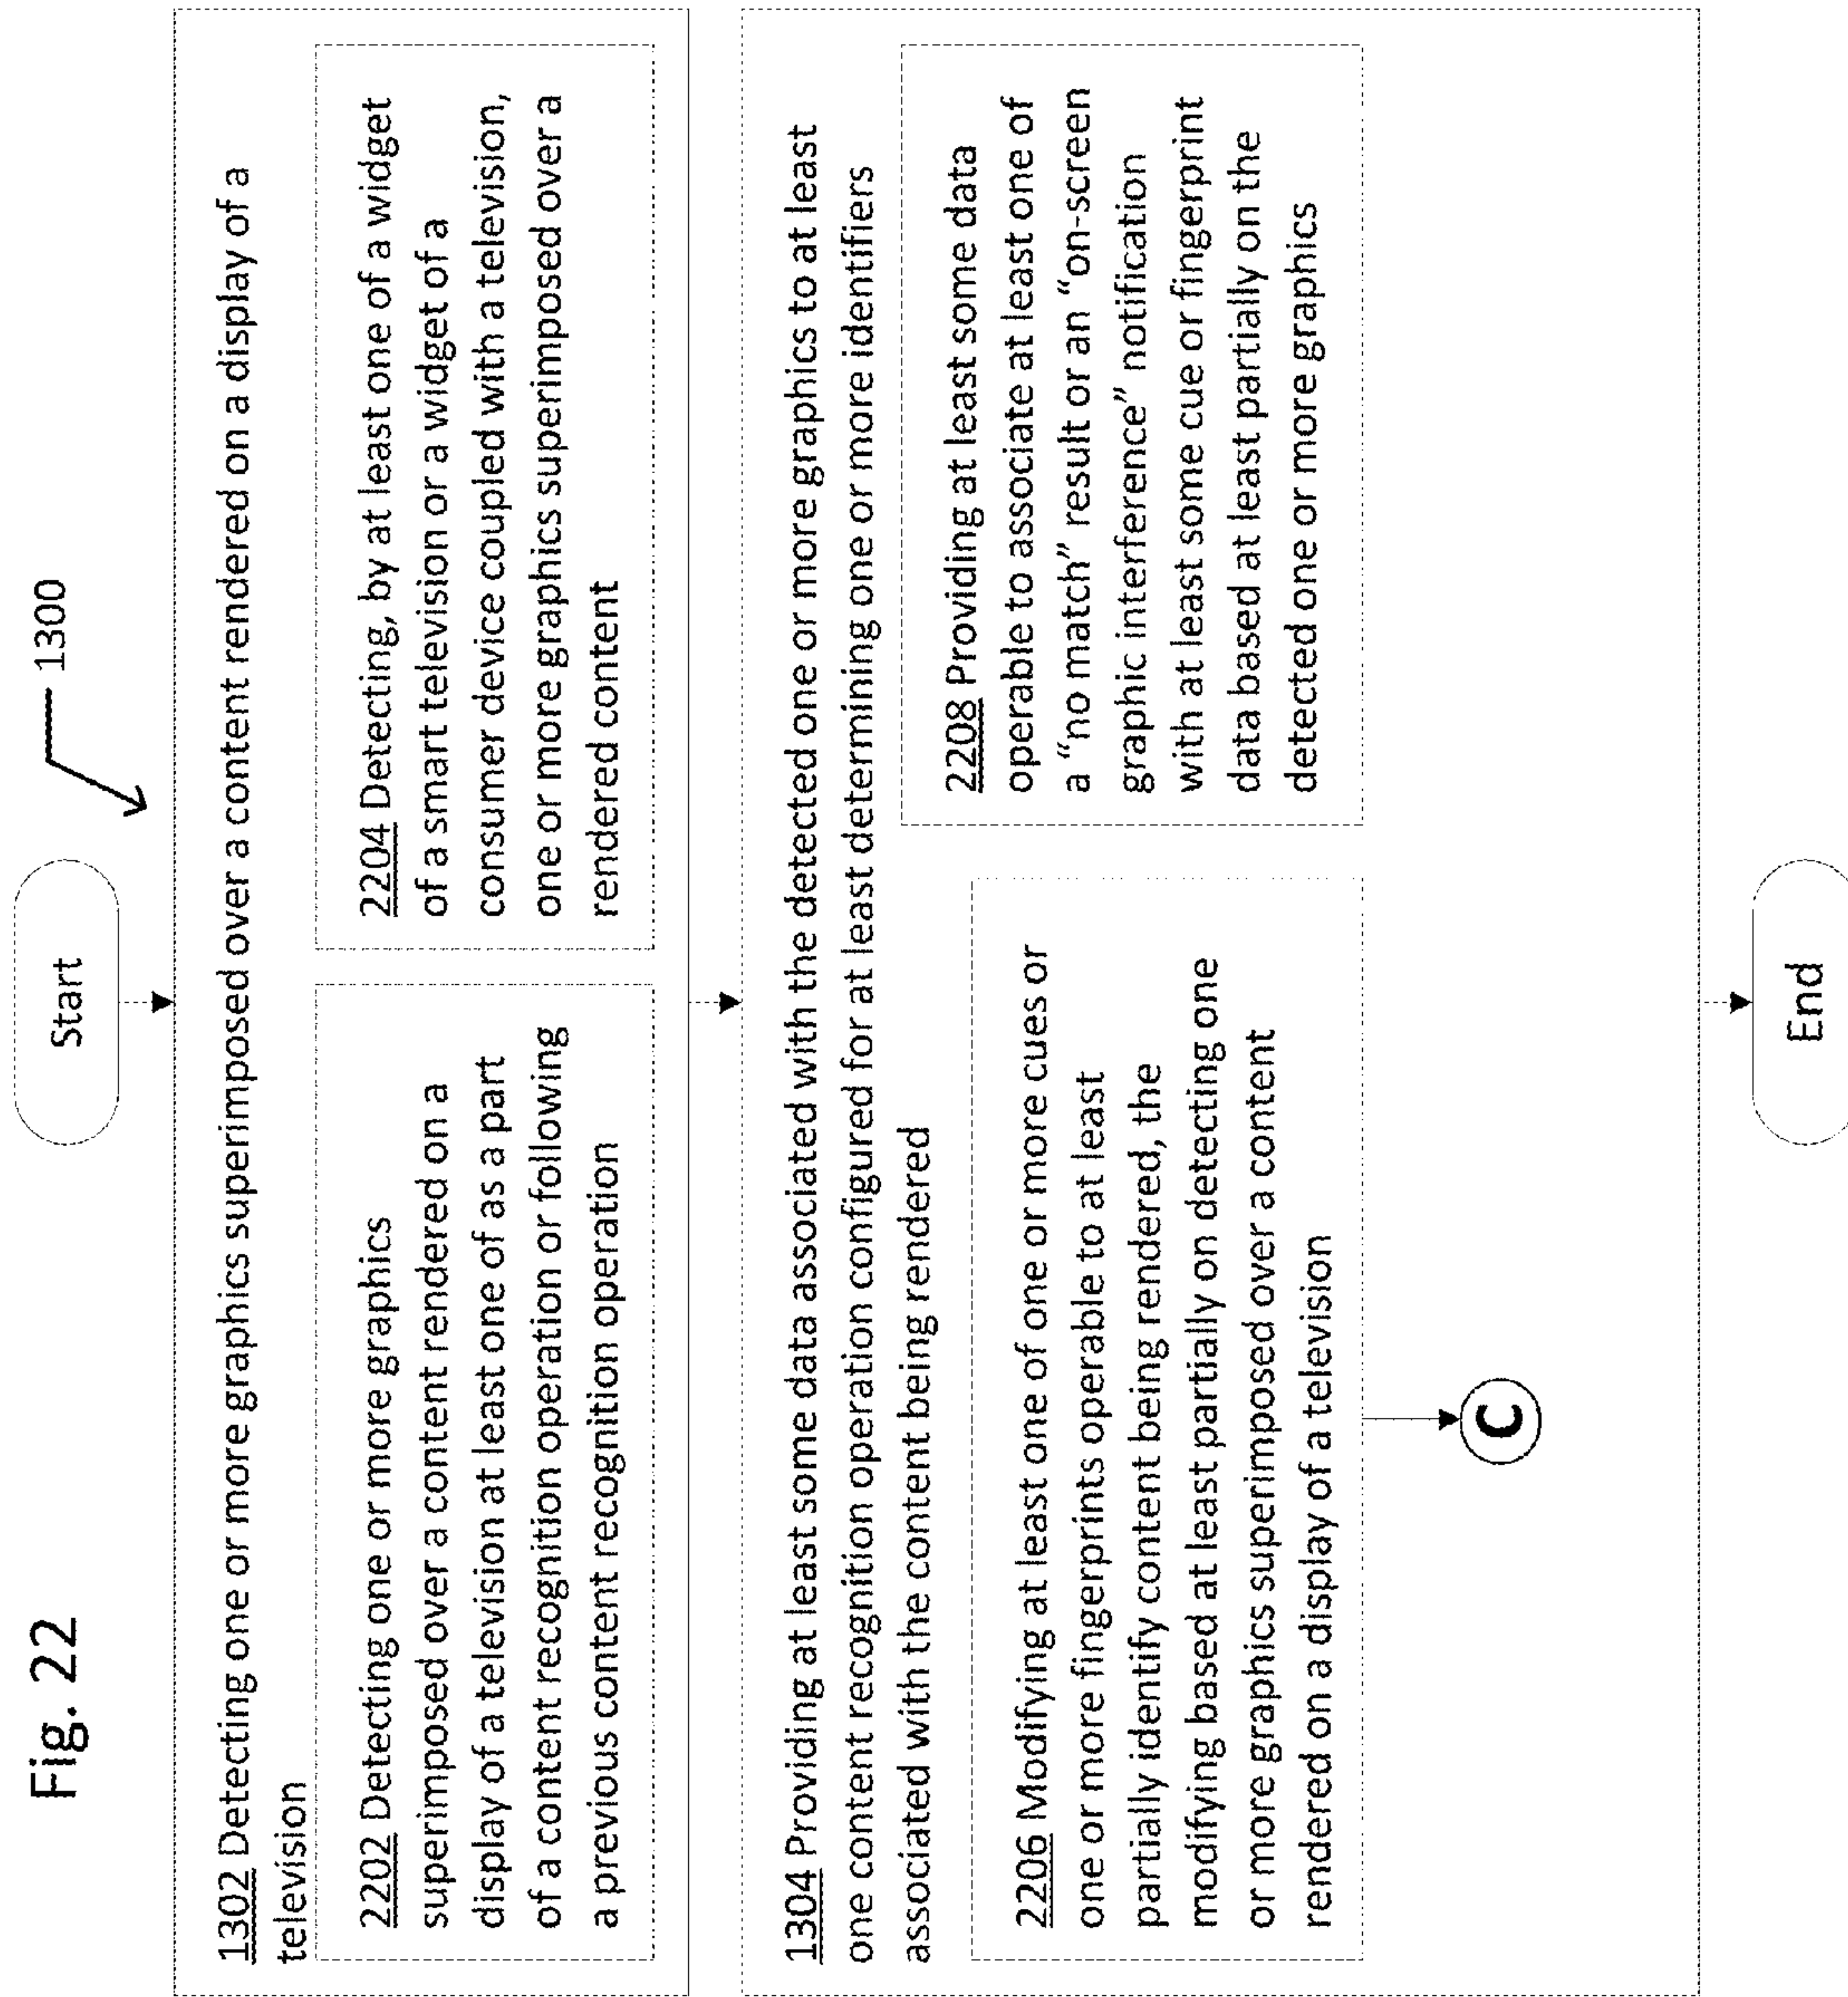 Fig. 22
1300
Start
1302 Detecting one or more graphics superimposed over a content rendered on a display of a
television
2202 Detecting one or more graphics
superimposed over a content rendered on a
display of a television at least one of as a part
of a content recognition operation or following
a previous content recognition operation
2204 Detecting, by at least one of a widget
of a smart television or a widget of a
consumer device coupled with a television,
one or more graphics superimposed over a
rendered content
1304 Providing at least some data associated with the detected one or more graphics to at least
one content recognition operation configured for at least determining one or more identifiers
associated with the content being rendered
2206 Modifying at least one of one or more cues or
one or more fingerprints operable to at least
partially identify content being rendered, the
modifying based at least partially on detecting one
or more graphics superimposed over a content
rendered on a display of a television
2208 Providing at least some data
operable to associate at least one of
a “no match” result or an “on-screen
graphic interference” notification
with at least some cue or fingerprint
data based at least partially on the
detected one or more graphics
C
End